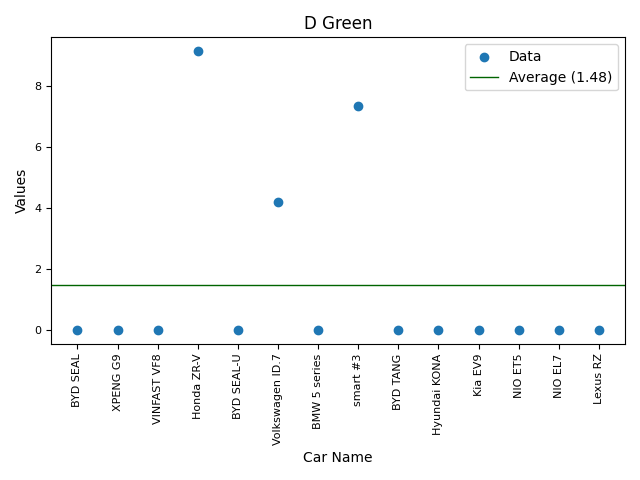 D Green
Data
Average (1.48)
Values
8
6
4
2
0
BYD SEAL
XPENG G9
VINFAST VF8
Honda ZR-V
BYD SEAL-U
Volkswagen ID.7
BMW 5 series
smart #3
BYD TANG
Hyundai KONA
Kia EV9
NIO ET5
NIO EL7
Lexus RZ
Car Name